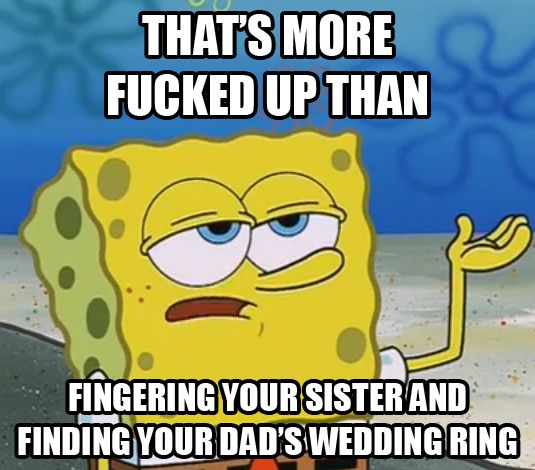 THAT'S MORE
FUCKED UP THAN
FINGERING YOUR SISTER AND
FINDING YOUR DAD'S WEDDING RING